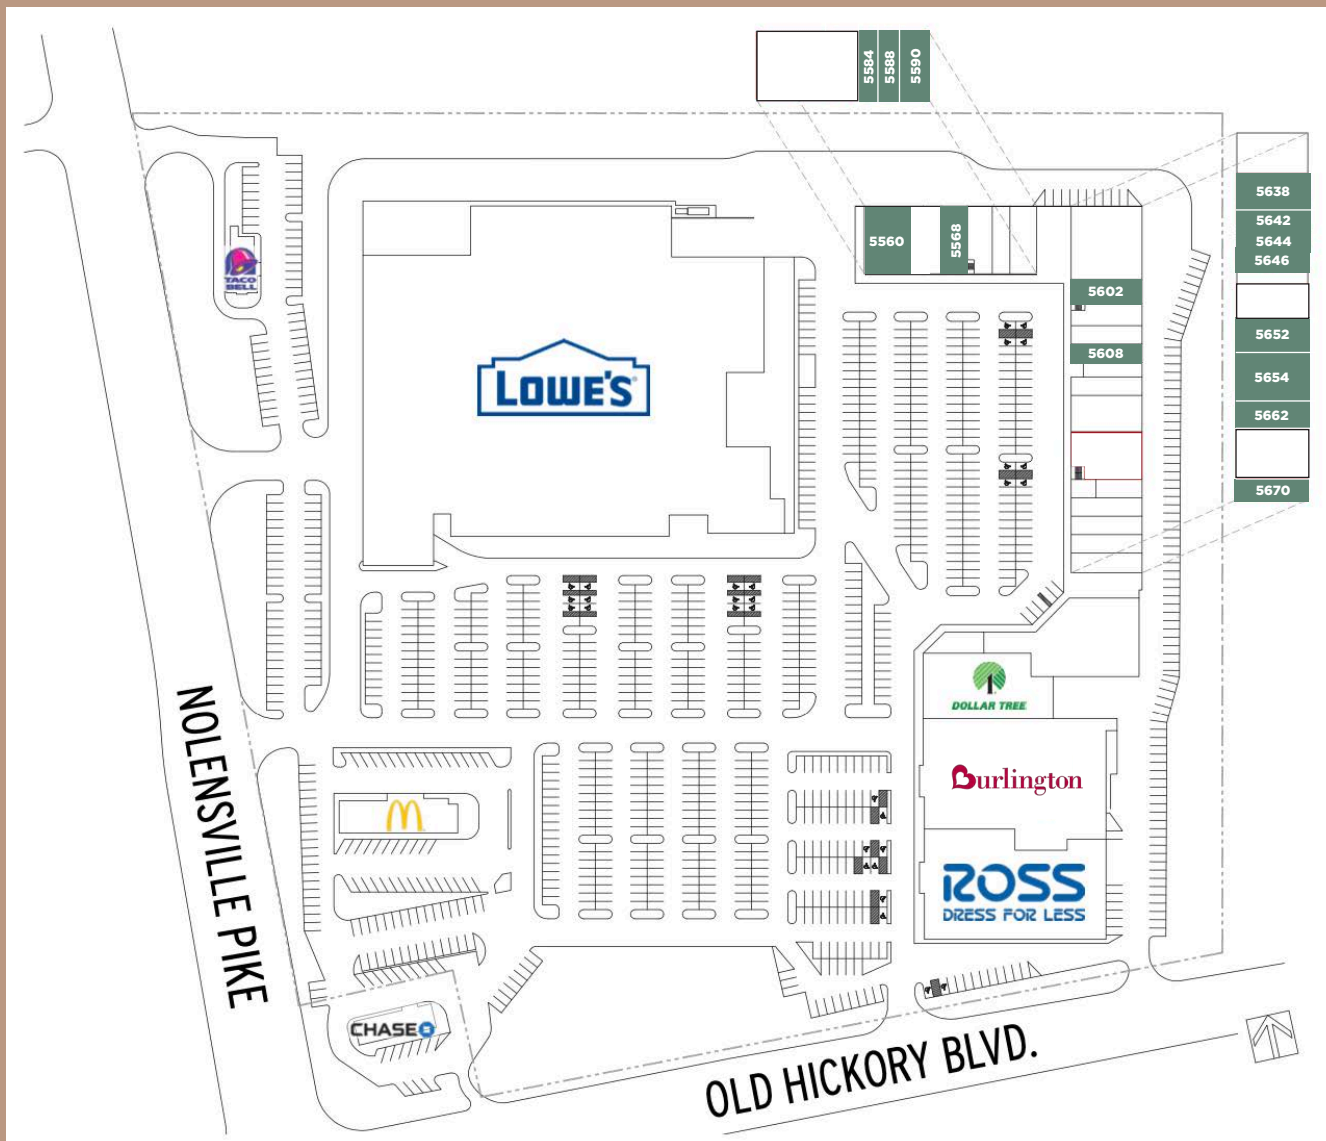 5584
5588
5590
5638
5642
5644
5646
5560
5568
5602
5608
5652
5654
5662
5670
TACO
BELL
LOWE'S
DOLLAR TREE
Burlington
ROSS
DRESS FOR LESS
CHASE
NOLENSVILLE PIKE
OLD HICKORY BLVD.